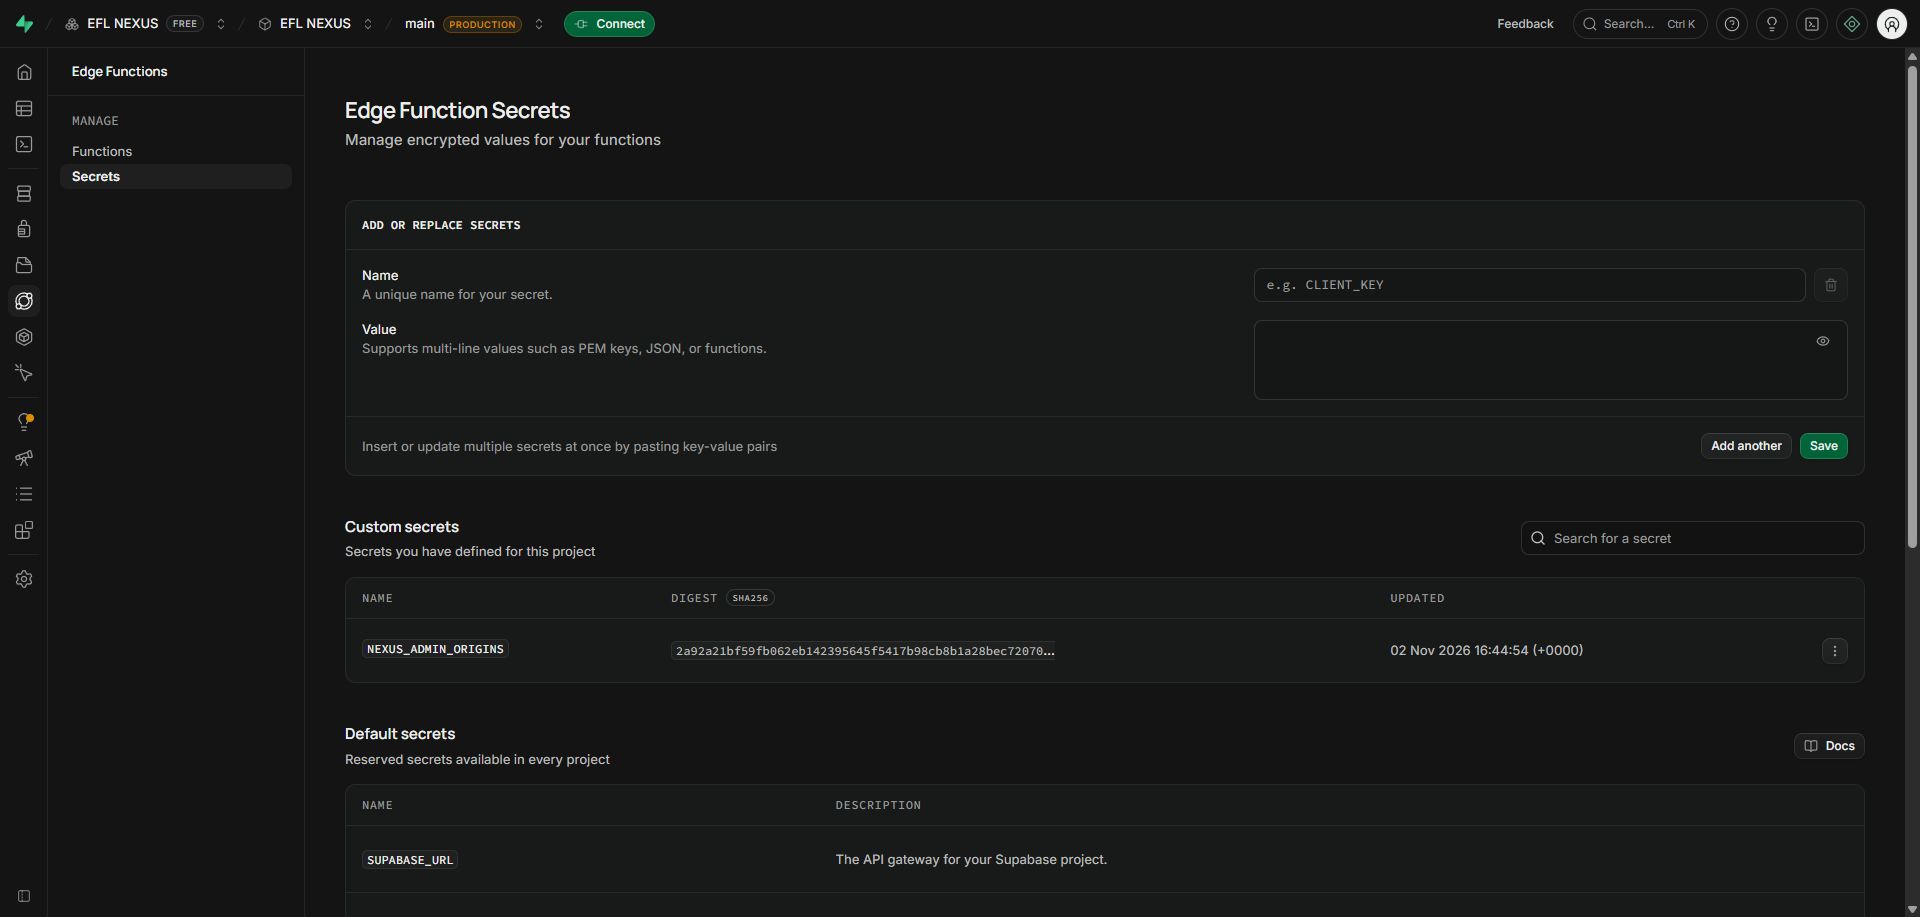 EFL NEXUS FREE EFL NEXUS main PRODUCTION Connect Feedback Search... Ctrl K
Edge Functions
MANAGE
Functions
Secrets
Edge Function Secrets
Manage encrypted values for your functions
ADD OR REPLACE SECRETS
Name
A unique name for your secret.
e.g. CLIENT_KEY
Value
Supports multi-line values such as PEM keys, JSON, or functions.
Insert or update multiple secrets at once by pasting key-value pairs
Add another Save
Custom secrets
Secrets you have defined for this project
Search for a secret
NAME DIGEST SHA256 UPDATED
NEXUS_ADMIN_ORIGINS 2a92a21bf59fb062eb142395645f5417b98cb8b1a28bec72070... 02 Nov 2026 16:44:54 (+0000)
Default secrets
Reserved secrets available in every project
Docs
NAME DESCRIPTION
SUPABASE_URL The API gateway for your Supabase project.